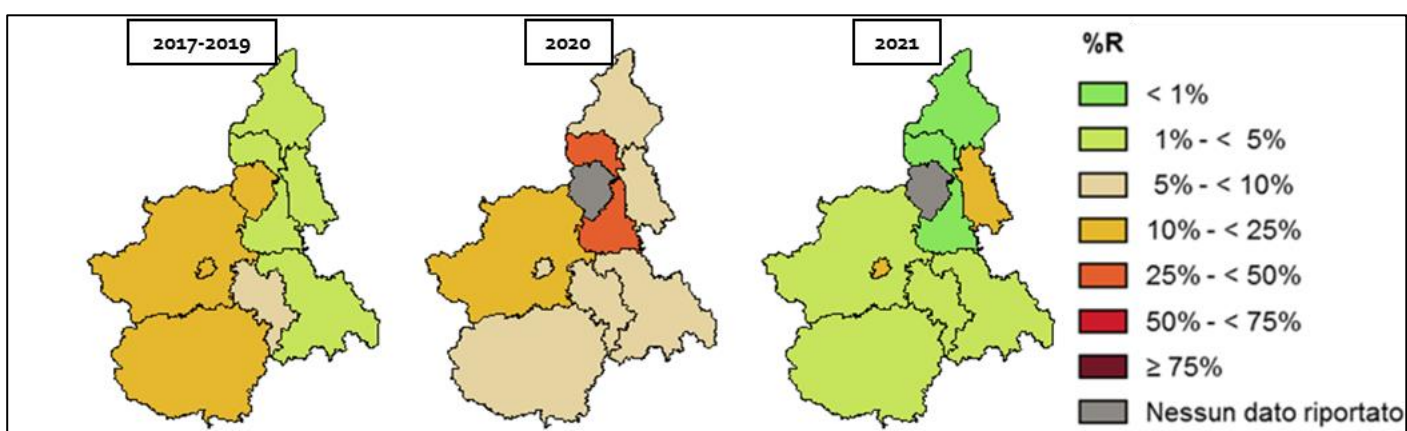 2017-2019
2020
2021
%R
< 1%
1% - < 5%
5% - < 10%
10% - < 25%
25% - < 50%
50% - < 75%
≥ 75%
Nessun dato riportato